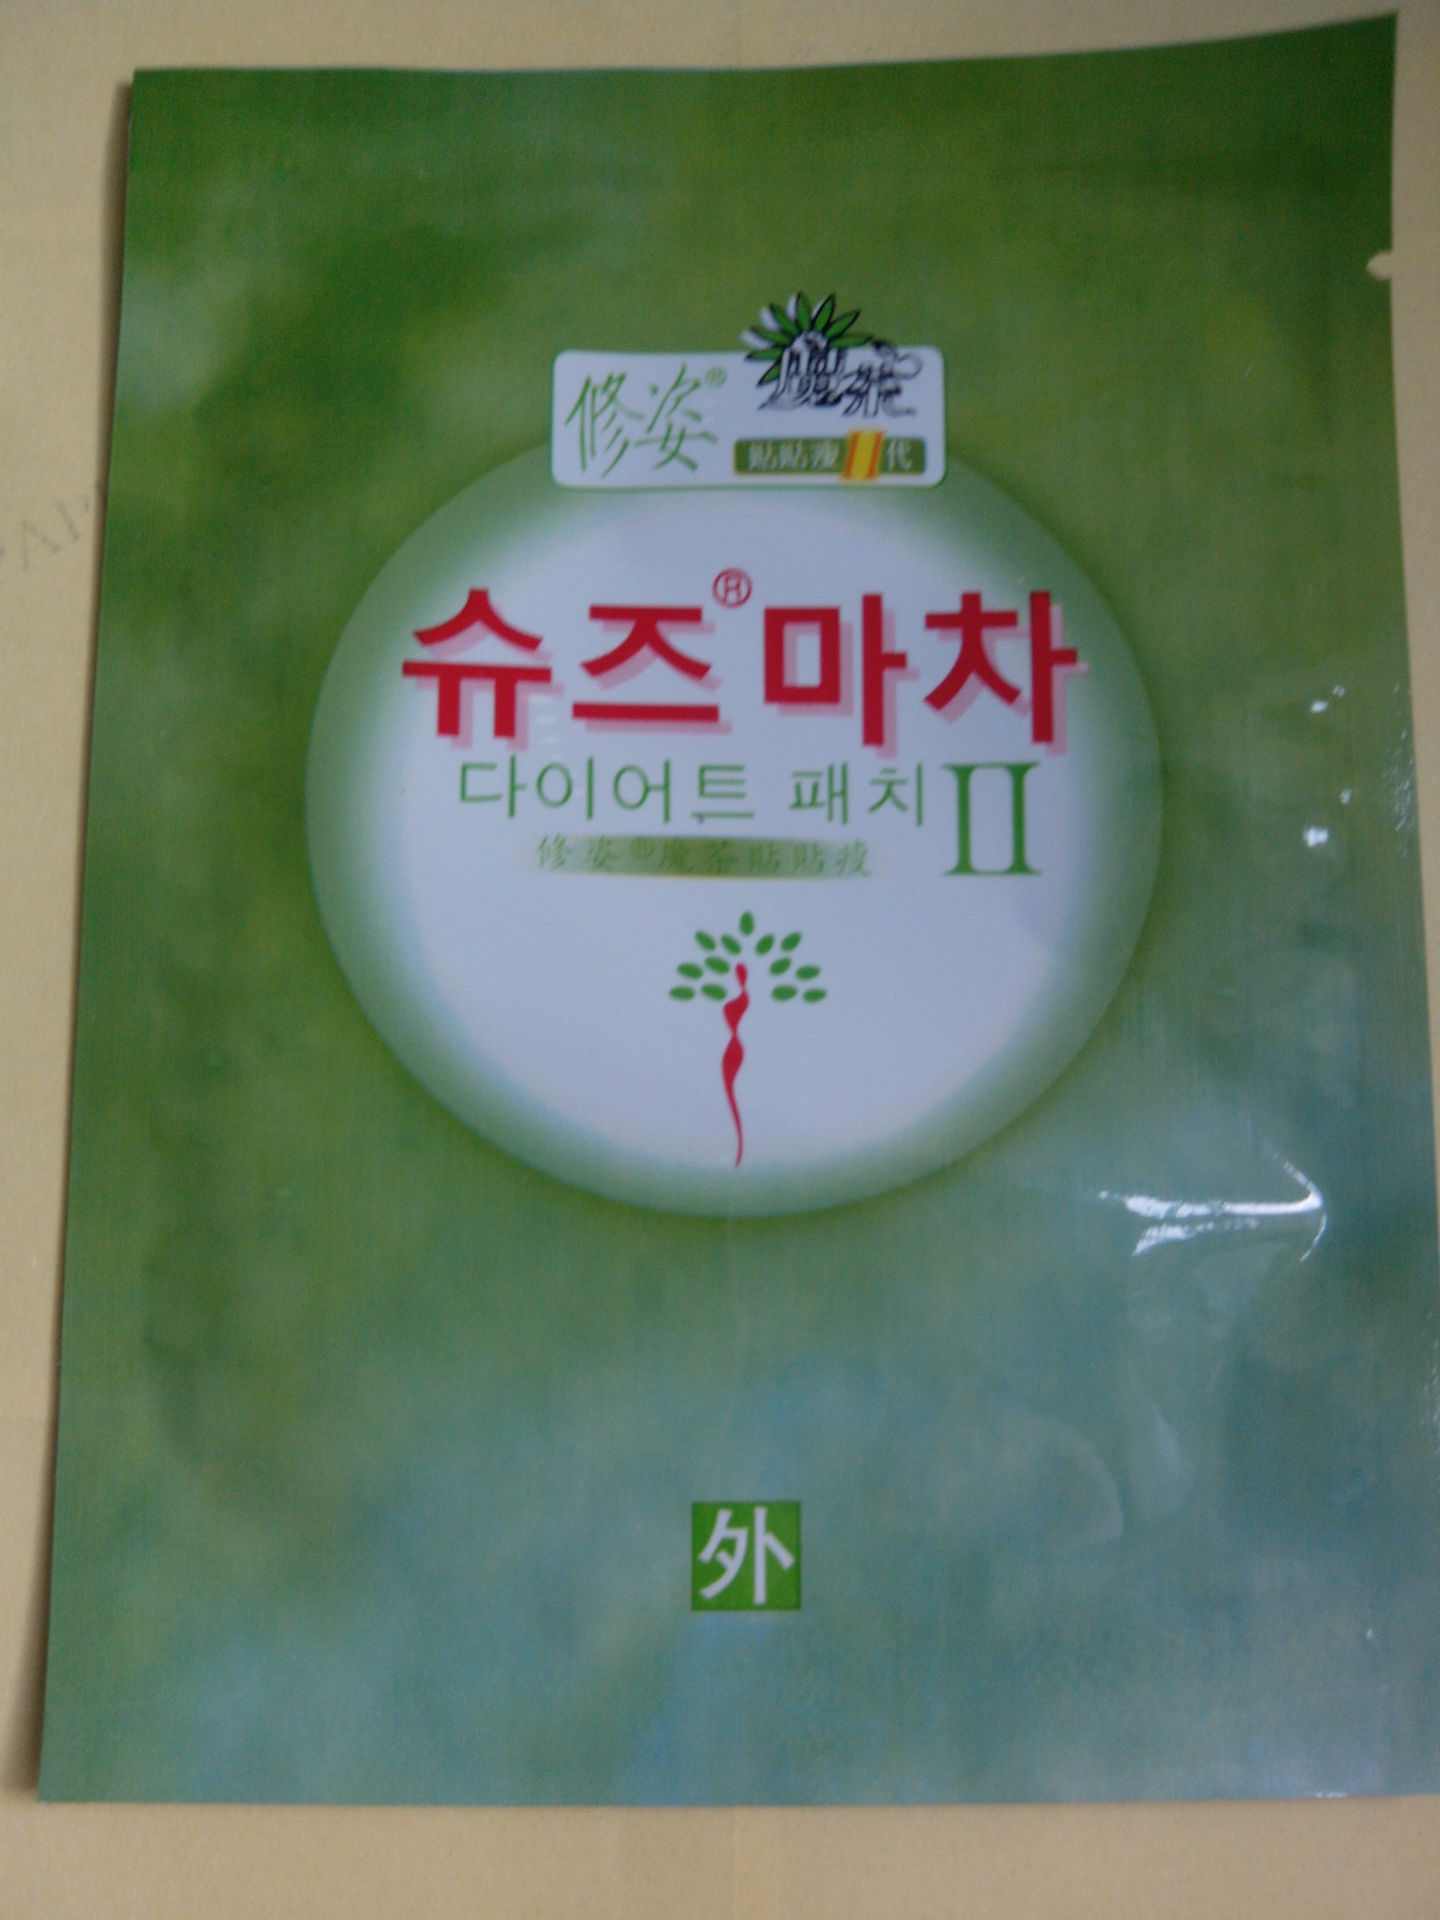 修姿® 魔茶
贴贴瘦II代
슈즈®마차
다이어트 패치 II
修姿®魔茶贴贴瘦
外